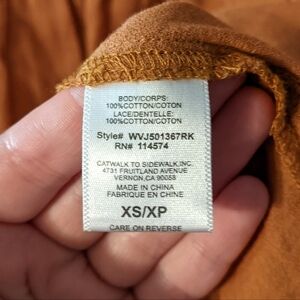 BODY/CORPS:
100%COTTON/COTON
LACE/DENTELLE:
100%COTTON/COTON
Style# WVJ501367RK
RN# 114574
CATWALK TO SIDEWALK,INC.
4731 FRUITLAND AVENUE
VERNON,CA 90058
MADE IN CHINA
FABRIQUE EN CHINE
XS/XP
CARE ON REVERSE